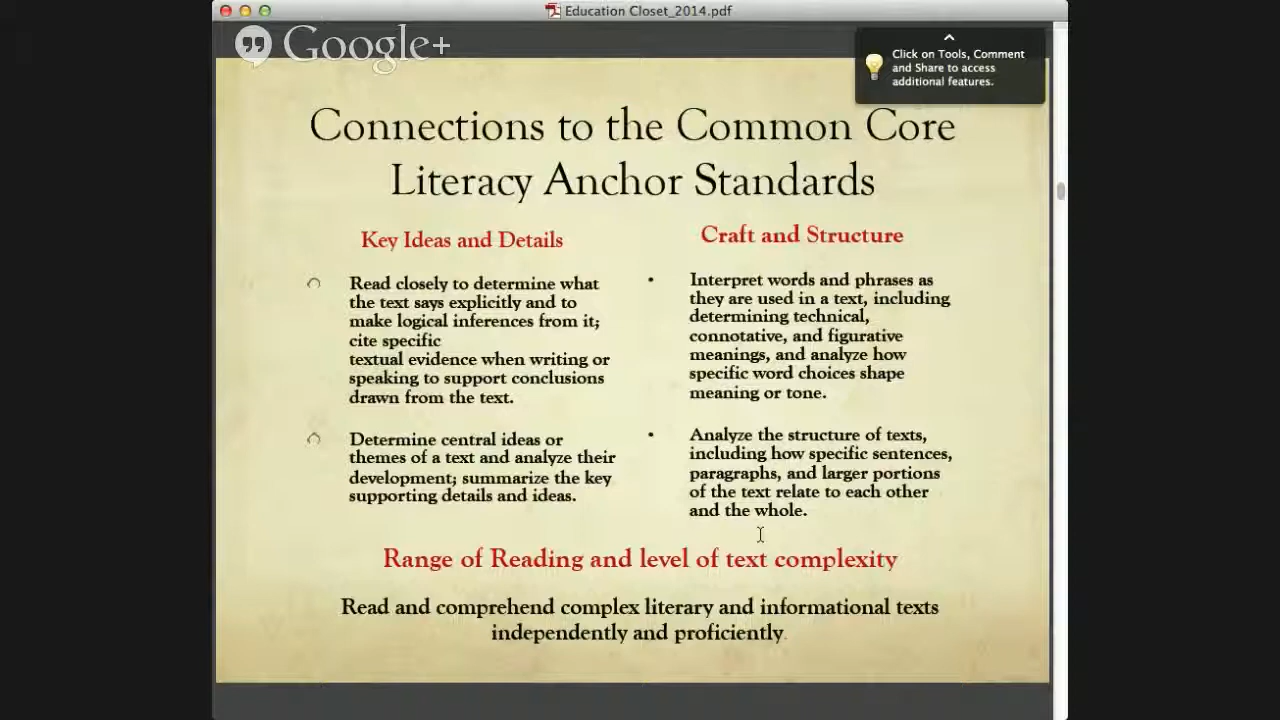 Education Closet_2014.pdf
Google+
Click on Tools, Comment
and Share to access
additional features.
Connections to the Common Core
Literacy Anchor Standards
Key Ideas and Details
Read closely to determine what
the text says explicitly and to
make logical inferences from it;
cite specific
textual evidence when writing or
speaking to support conclusions
drawn from the text.
Determine central ideas or
themes of a text and analyze their
development; summarize the key
supporting details and ideas.
Craft and Structure
• Interpret words and phrases as
they are used in a text, including
determining technical,
connotative, and figurative
meanings, and analyze how
specific word choices shape
meaning or tone.
• Analyze the structure of texts,
including how specific sentences,
paragraphs, and larger portions
of the text relate to each other
and the whole.
Range of Reading and level of text complexity
Read and comprehend complex literary and informational texts
independently and proficiently.